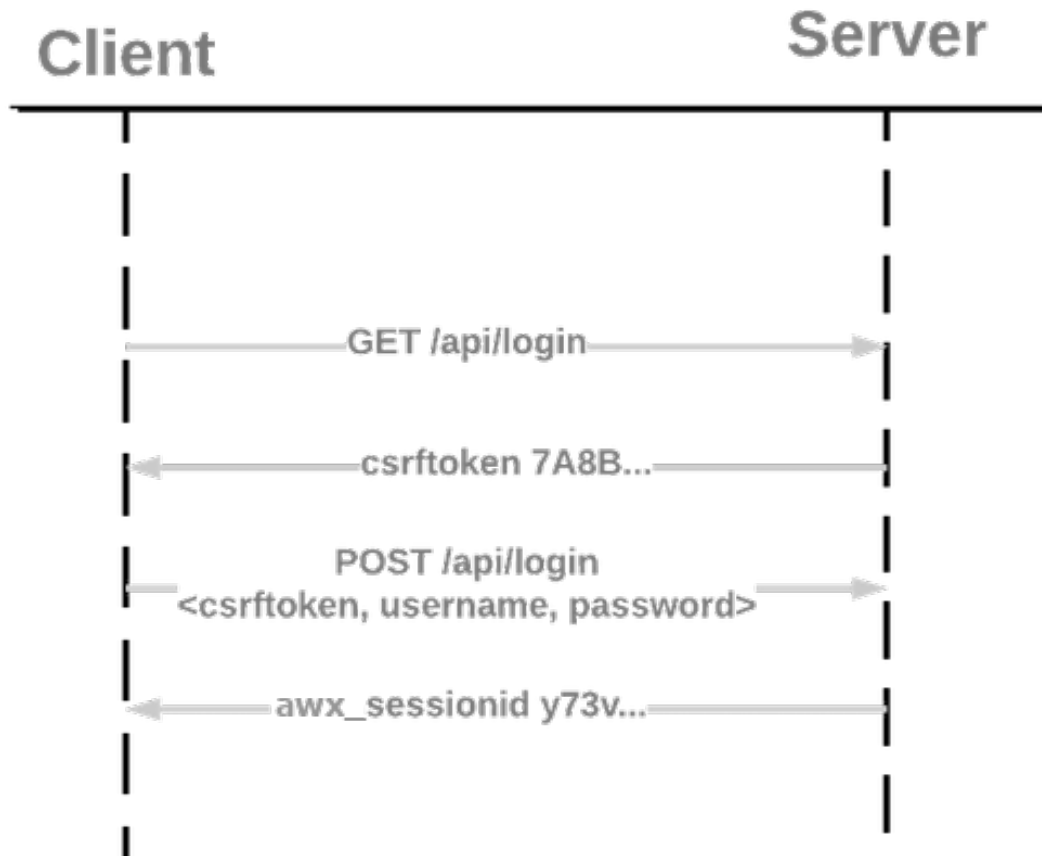 Client
Server
GET /api/login
csrftoken 7A8B...
POST /api/login
<csrftoken, username, password>
awx_sessionid y73v...